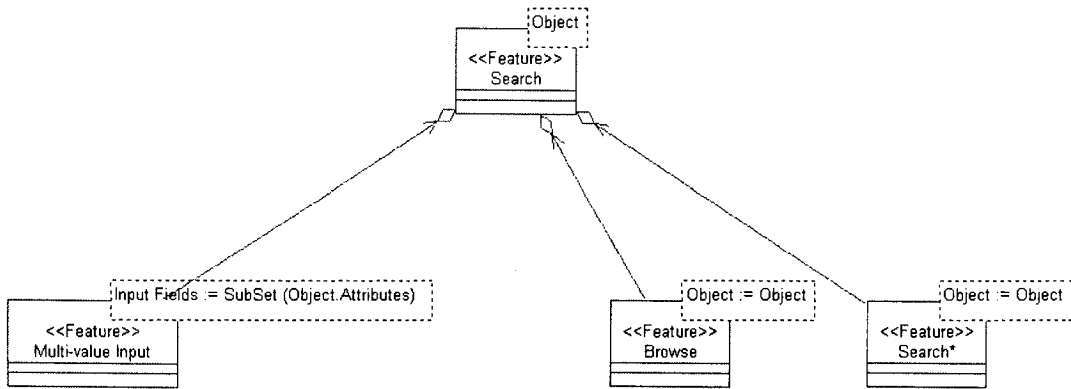 Object
<<Feature>>
Search
Input Fields := SubSet (Object.Attributes)
<<Feature>>
Multi-value Input
Object := Object
<<Feature>>
Browse
Object := Object
<<Feature>>
Search*